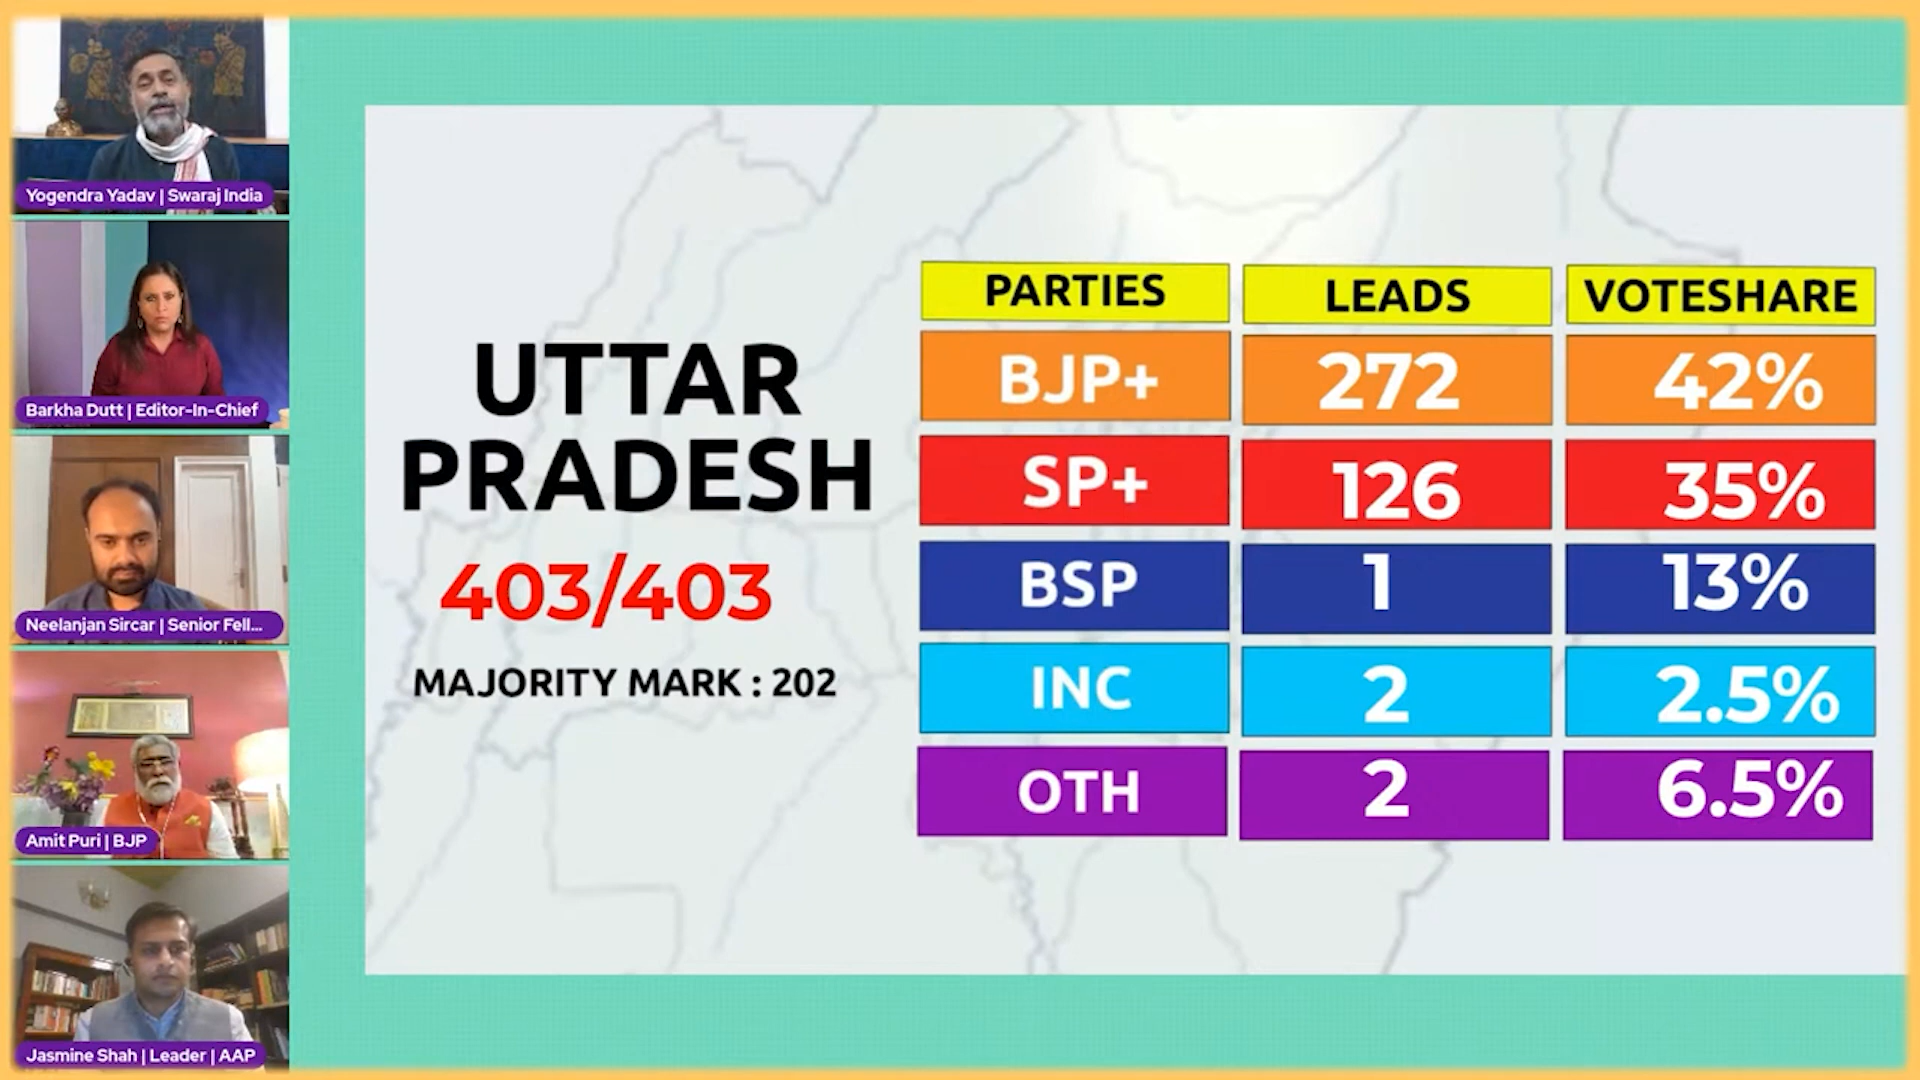 Yogendra Yadav | Swaraj India
Barkha Dutt | Editor-In-Chief
Neelanjan Sircar | Senior Fell...
Amit Puri | BJP
Jasmine Shah | Leader | AAP
UTTAR
PRADESH
403/403
MAJORITY MARK : 202
PARTIES LEADS VOTESHARE
BJP+ 272 42%
SP+ 126 35%
BSP 1 13%
INC 2 2.5%
OTH 2 6.5%